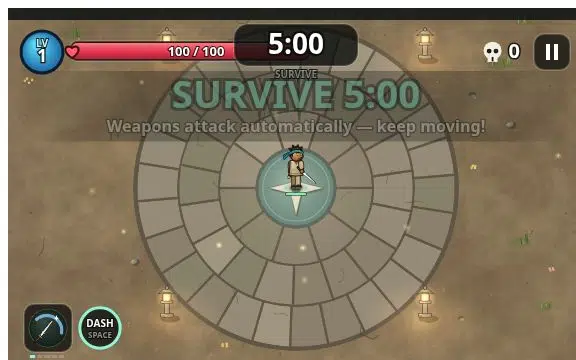 LV
1
100 / 100
5:00
0
SURVIVE
SURVIVE 5:00
Weapons attack automatically — keep moving!
DASH
SPACE